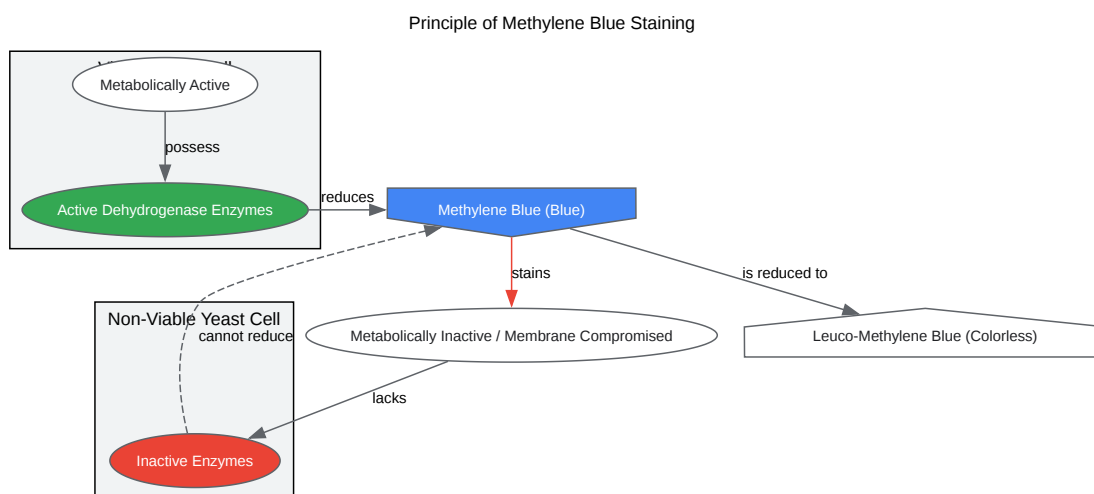 Principle of Methylene Blue Staining
Metabolically Active
possess
Active Dehydrogenase Enzymes
reduces
Methylene Blue (Blue)
stains
is reduced to
Non-Viable Yeast Cell
cannot reduce
Metabolically Inactive / Membrane Compromised
Leuco-Methylene Blue (Colorless)
lacks
Inactive Enzymes